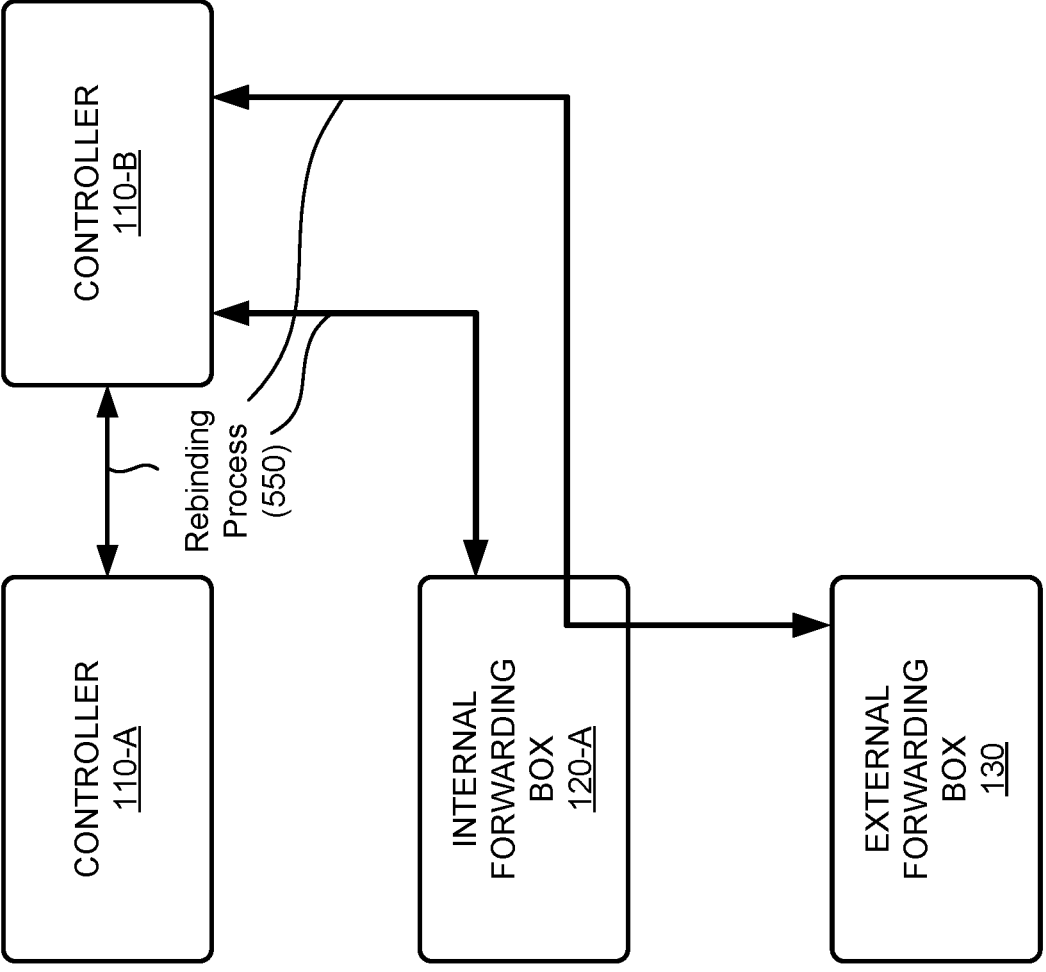 CONTROLLER
110-A
CONTROLLER
110-B
Rebinding
Process
(550)
INTERNAL
FORWARDING
BOX
120-A
EXTERNAL
FORWARDING
BOX
130